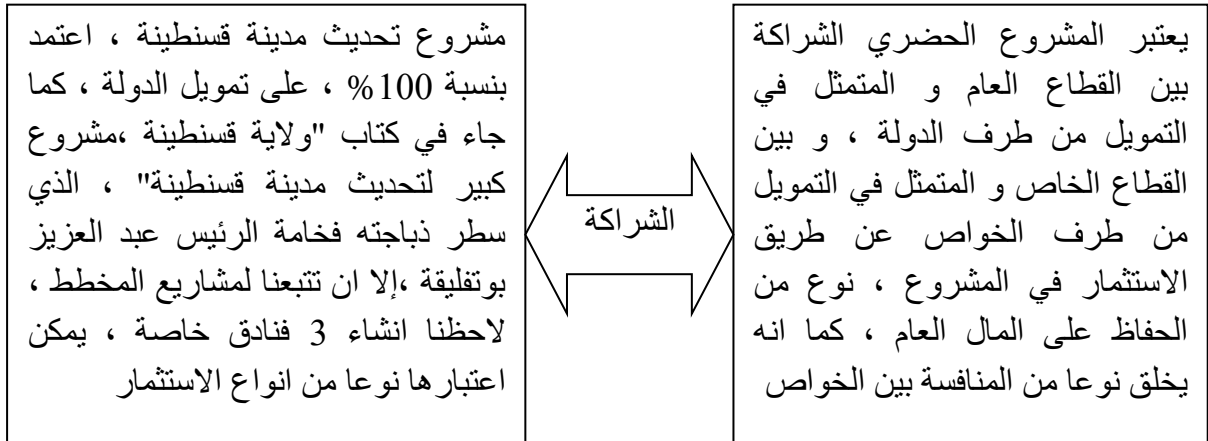 يعتبر المشروع الحضري الشراكة
بين القطاع العام و المتمثل في
التمويل من طرف الدولة ، و بين
القطاع الخاص و المتمثل في التمويل
من طرف الخواص عن طريق
الاستثمار في المشروع ، نوع من
الحفاظ على المال العام ، كما انه
يخلق نوعا من المنافسة بين الخواص
الشراكة
مشروع تحديث مدينة قسنطينة ، اعتمد
بنسبة 100% ، على تمويل الدولة ، كما
جاء في كتاب "ولاية قسنطينة ،مشروع
كبير لتحديث مدينة قسنطينة" ، الذي
سطر ذباجته فخامة الرئيس عبد العزيز
بوتفليقة ،إلا ان تتبعنا لمشاريع المخطط ،
لاحظنا انشاء 3 فنادق خاصة ، يمكن
اعتبارها نوعا من انواع الاستثمار